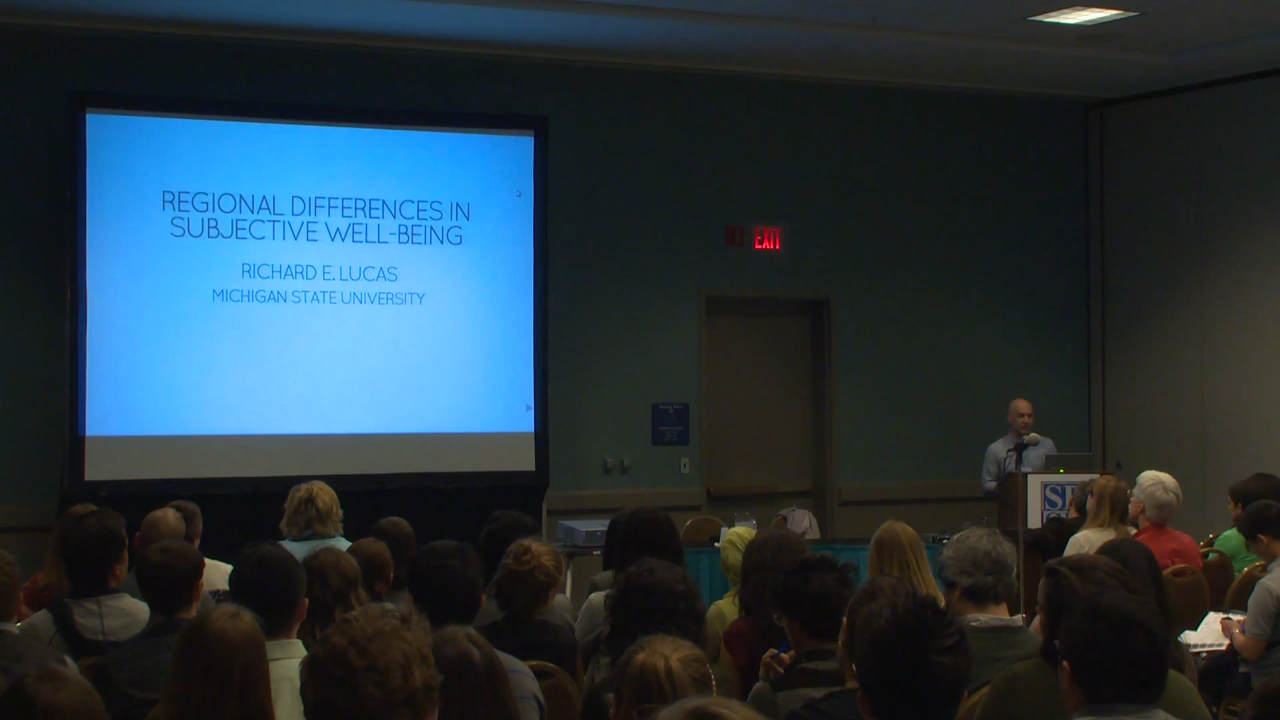 REGIONAL DIFFERENCES IN
SUBJECTIVE WELL-BEING
RICHARD E. LUCAS
MICHIGAN STATE UNIVERSITY
EXIT